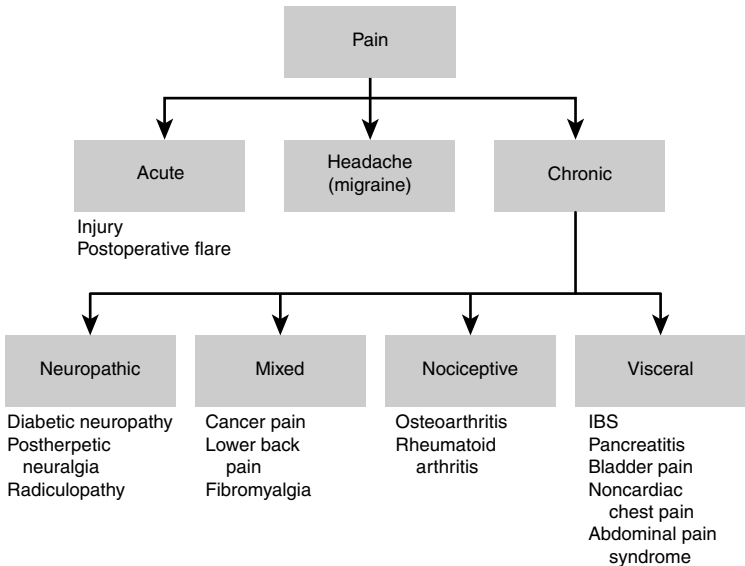 Pain
Acute
Headache
(migraine)
Chronic
Injury
Postoperative flare
Neuropathic
Mixed
Nociceptive
Visceral
Diabetic neuropathy
Postherpetic
neuralgia
Radiculopathy
Cancer pain
Lower back
pain
Fibromyalgia
Osteoarthritis
Rheumatoid
arthritis
IBS
Pancreatitis
Bladder pain
Noncardiac
chest pain
Abdominal pain
syndrome